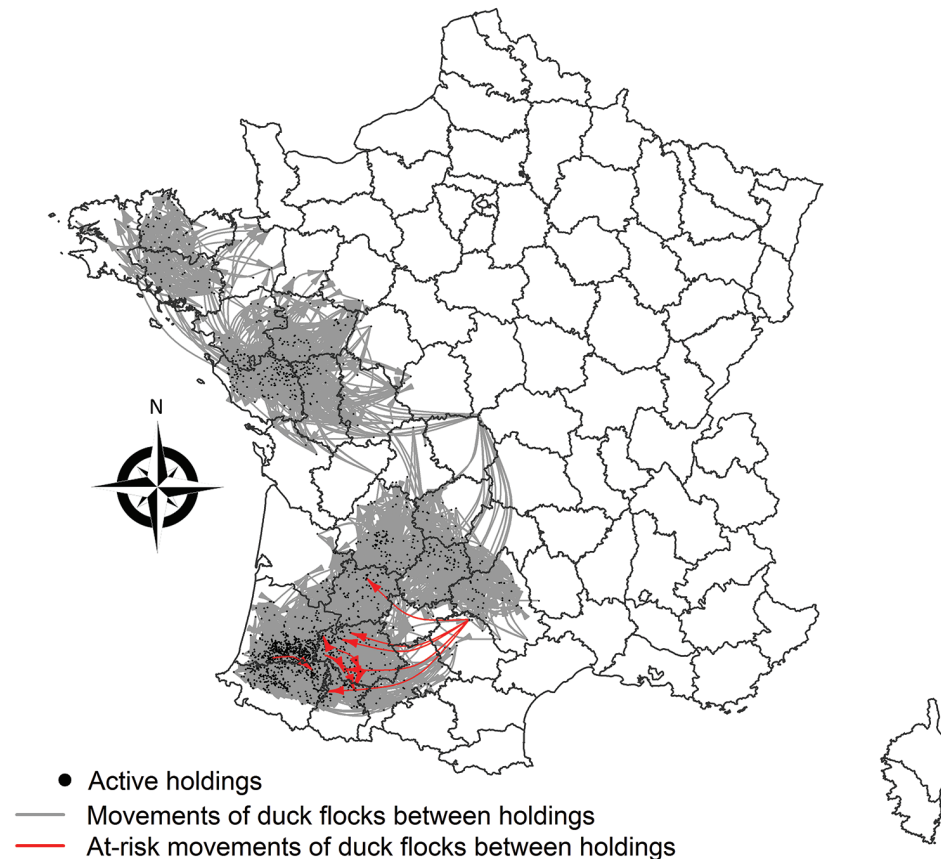 N
Active holdings
Movements of duck flocks between holdings
At-risk movements of duck flocks between holdings